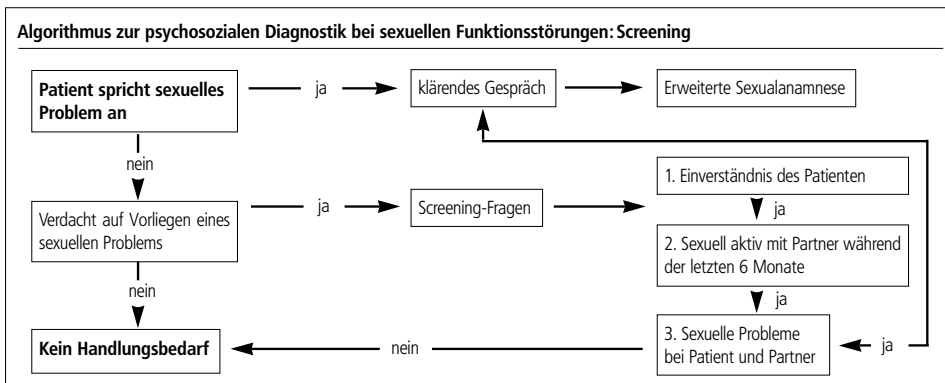 Algorithmus zur psychosozialen Diagnostik bei sexuellen Funktionsstörungen: Screening
Patient spricht sexuelles
Problem an
ja
klärendes Gespräch
Erweiterte Sexualanamnese
nein
1. Einverständnis des Patienten
Verdacht auf Vorliegen eines
sexuellen Problems
ja
Screening-Fragen
ja
2. Sexuell aktiv mit Partner während
der letzten 6 Monate
nein
ja
Kein Handlungsbedarf
nein
3. Sexuelle Probleme
bei Patient und Partner
ja